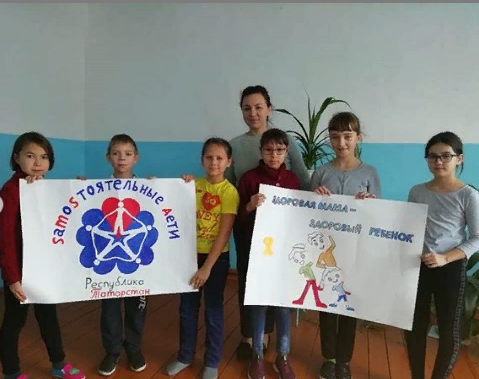 SamoSтоятельные дети
Республика
Татарстан
Здоровая мама –
здоровый ребенок